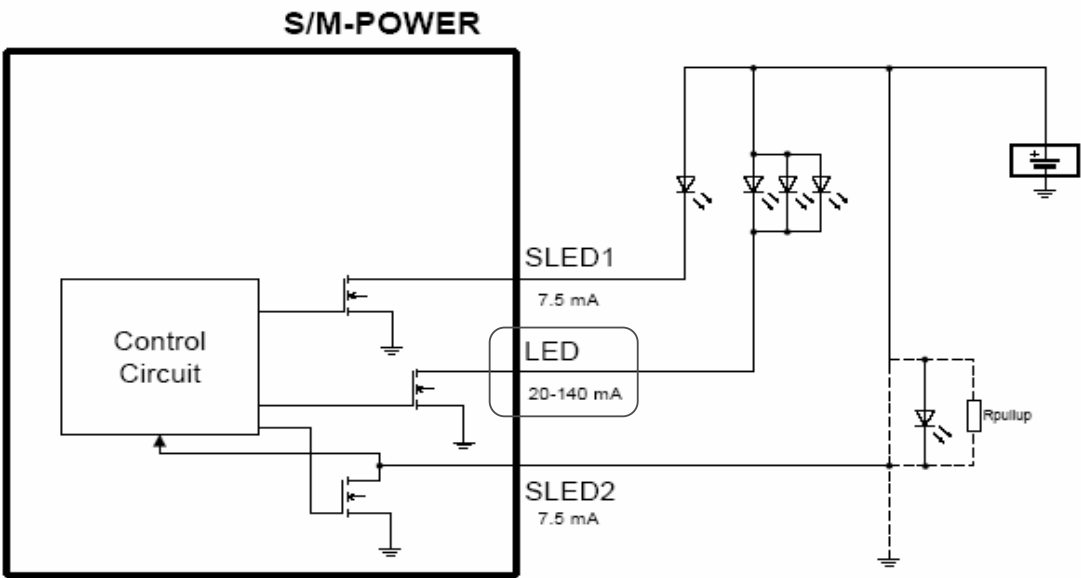 S/M-POWER
+
SLED1
7.5 mA
Control
Circuit
LED
20-140 mA
Rpullup
SLED2
7.5 mA